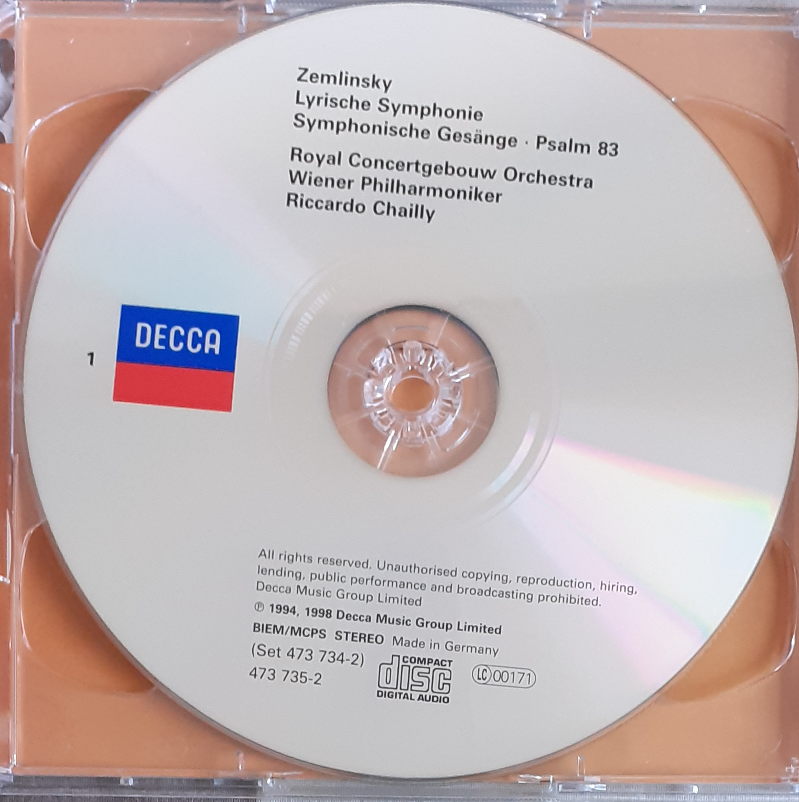 Zemlinsky
Lyrische Symphonie
Symphonische Gesänge · Psalm 83
Royal Concertgebouw Orchestra
Wiener Philharmoniker
Riccardo Chailly
1
DECCA
All rights reserved. Unauthorised copying, reproduction, hiring,
lending, public performance and broadcasting prohibited.
Decca Music Group Limited
℗ 1994, 1998 Decca Music Group Limited
BIEM/MCPS STEREO Made in Germany
(Set 473 734-2)
473 735-2
COMPACT
disc
DIGITAL AUDIO
LC 00171